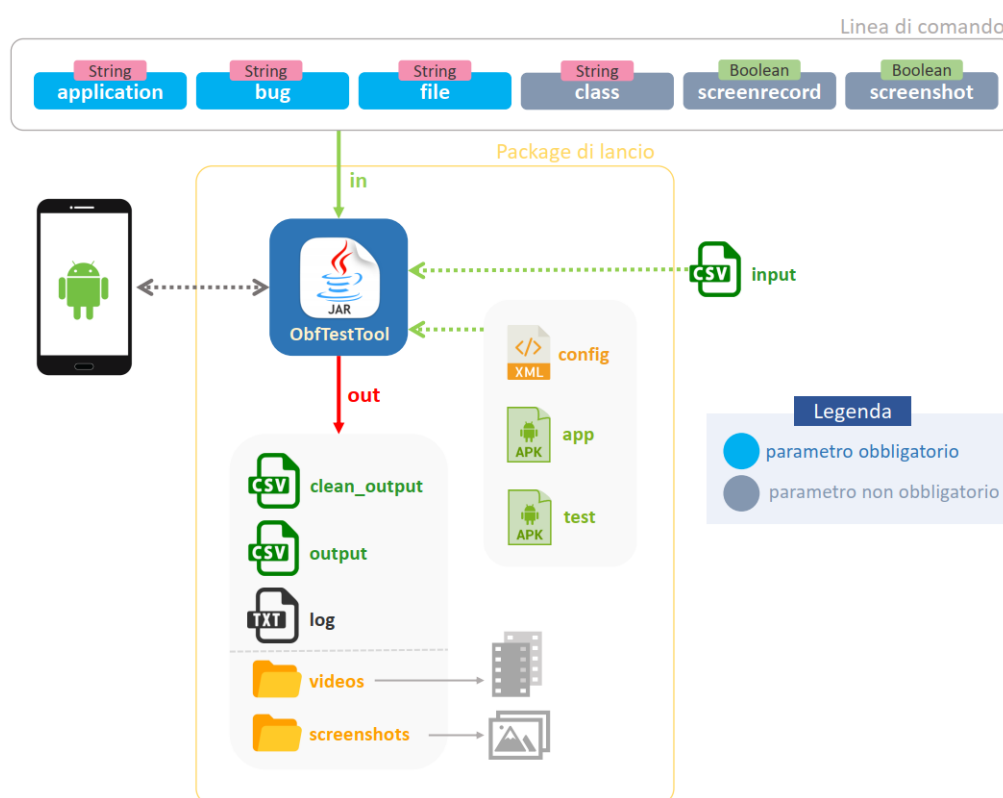 Linea di comando
String
String
String
String
Boolean
Boolean
application
bug
file
class
screenrecord
screenshot
Package di lancio
in
JAR
ObfTestTool
CSV
input
</>
XML
config
APK
app
APK
test
out
CSV
clean_output
CSV
output
TXT
log
videos
screenshots
Legenda
parametro obbligatorio
parametro non obbligatorio